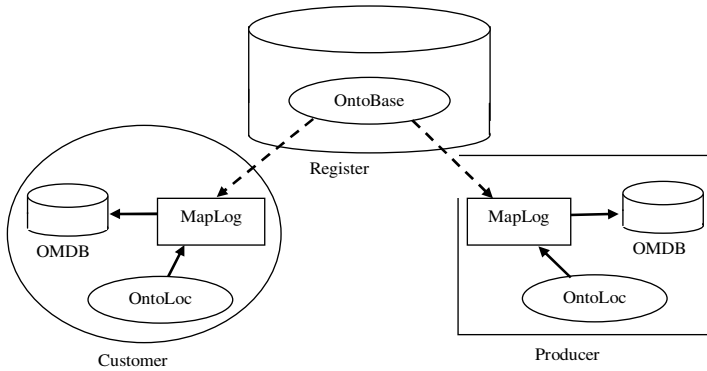 OntoBase
Register
MapLog
OMDB
OntoLoc
Customer
MapLog
OMDB
OntoLoc
Producer